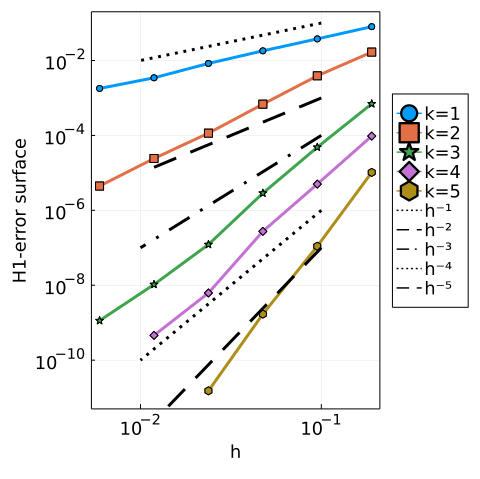 H1-error surface
10⁻²
10⁻⁴
10⁻⁶
10⁻⁸
10⁻¹⁰
10⁻²
10⁻¹
h
k=1
k=2
k=3
k=4
k=5
h⁻¹
h⁻²
h⁻³
h⁻⁴
h⁻⁵